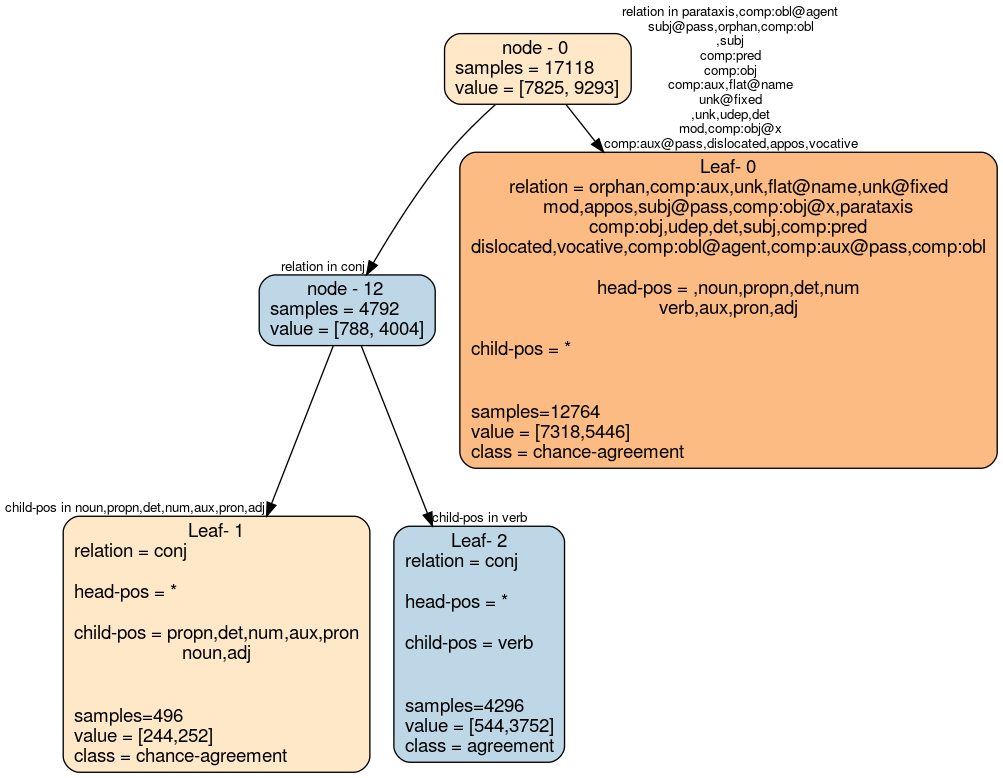 relation in parataxis,comp:obl@agent
subj@pass,orphan,comp:obl
,subj
comp:pred
comp:obj
comp:aux,flat@name
unk@fixed
,unk,udep,det
mod,comp:obj@x
comp:aux@pass,dislocated,appos,vocative
node - 0
samples = 17118
value = [7825, 9293]
Leaf- 0
relation = orphan,comp:aux,unk,flat@name,unk@fixed
mod,appos,subj@pass,comp:obj@x,parataxis
comp:obj,udep,det,subj,comp:pred
dislocated,vocative,comp:obl@agent,comp:aux@pass,comp:obl
head-pos = ,noun,propn,det,num
verb,aux,pron,adj
child-pos = *
samples=12764
value = [7318,5446]
class = chance-agreement
relation in conj
node - 12
samples = 4792
value = [788, 4004]
child-pos in noun,propn,det,num,aux,pron,adj
Leaf- 1
relation = conj
head-pos = *
child-pos = propn,det,num,aux,pron
noun,adj
samples=496
value = [244,252]
class = chance-agreement
child-pos in verb
Leaf- 2
relation = conj
head-pos = *
child-pos = verb
samples=4296
value = [544,3752]
class = agreement